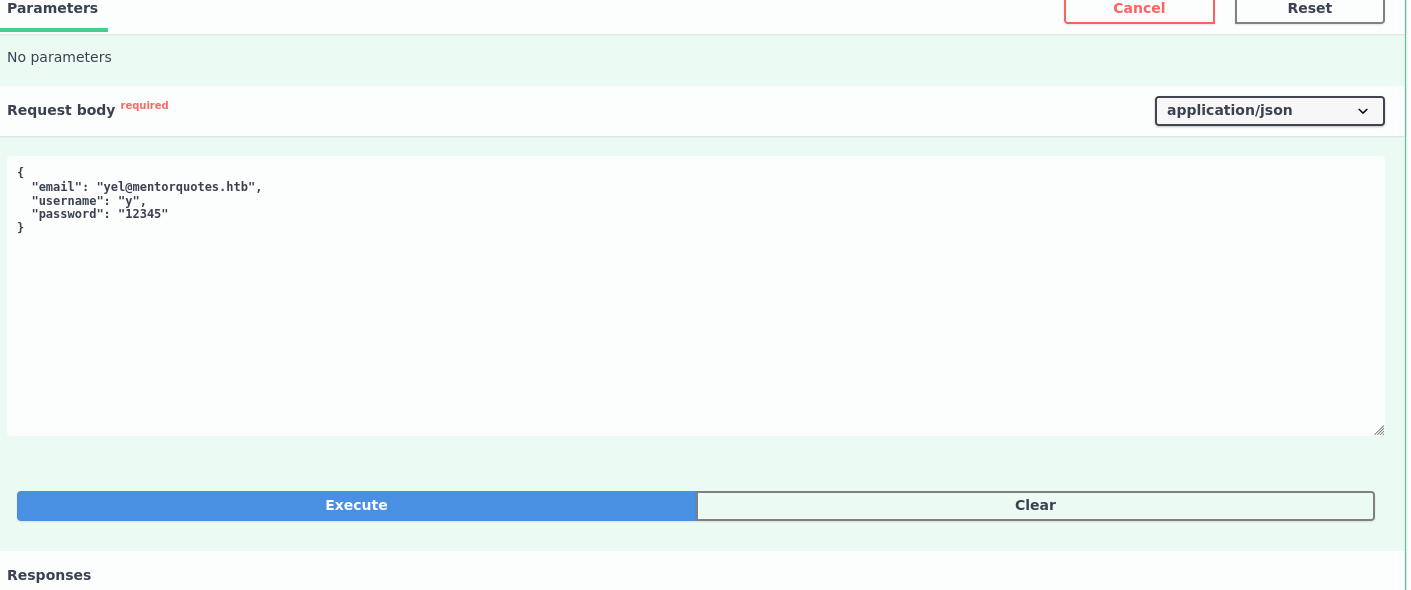 Parameters
Cancel
Reset
No parameters
Request body required
application/json
{
  "email": "yel@mentorquotes.htb",
  "username": "y",
  "password": "12345"
}
Execute
Clear
Responses